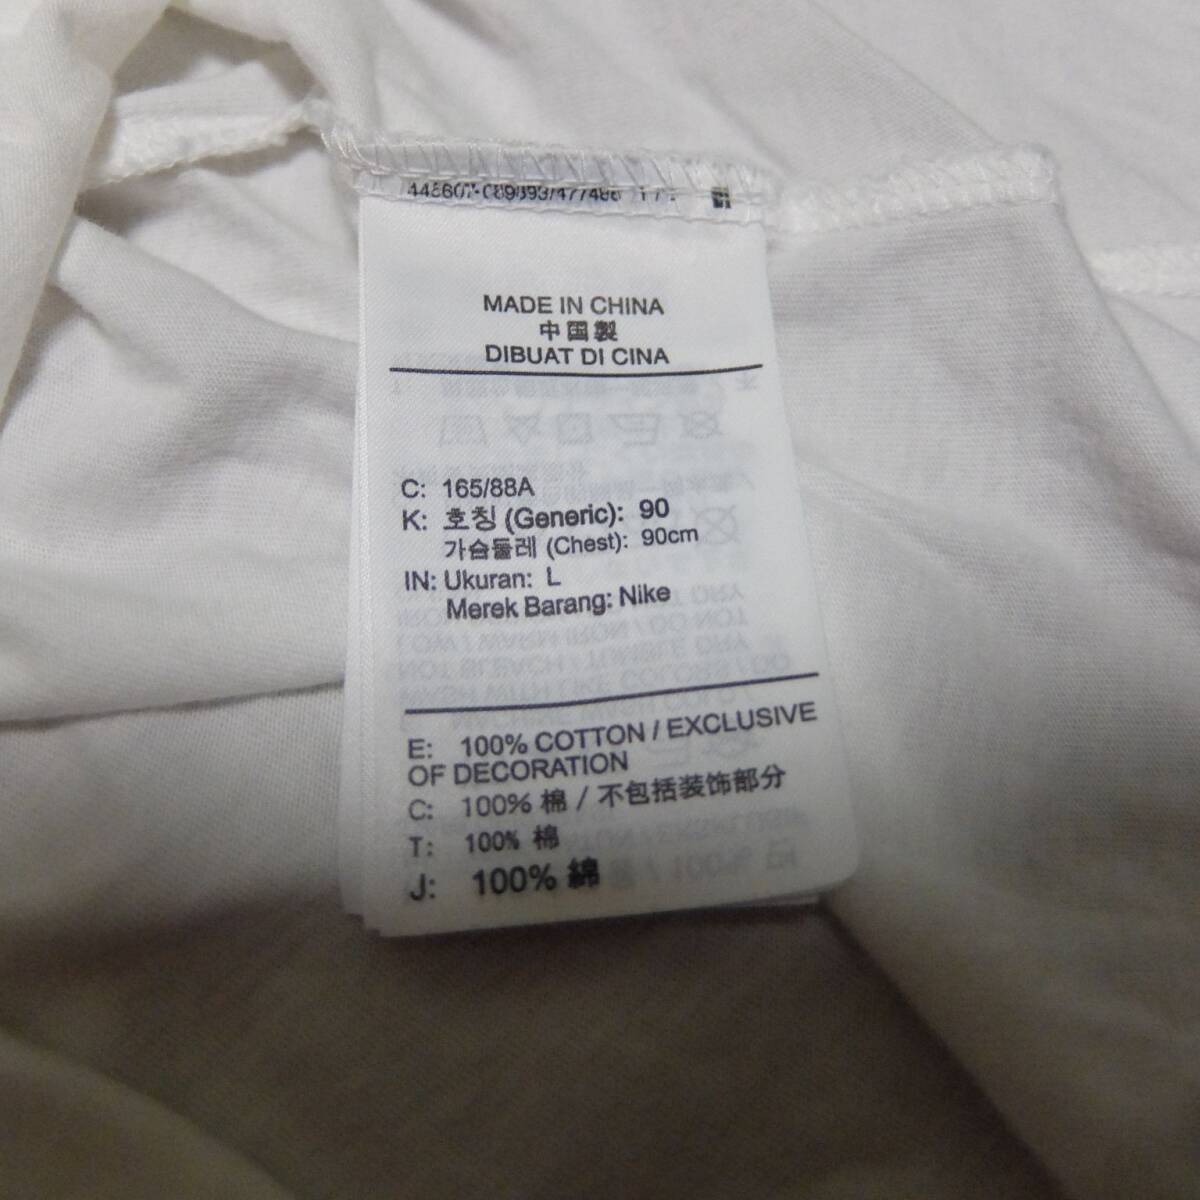 MADE IN CHINA
中国製
DIBUAT DI CINA
C: 165/88A
K: 호칭 (Generic): 90
가슴둘레 (Chest): 90cm
IN: Ukuran: L
Merek Barang: Nike
E: 100% COTTON / EXCLUSIVE
OF DECORATION
C: 100% 棉 / 不包括装饰部分
T: 100% 棉
J: 100% 綿